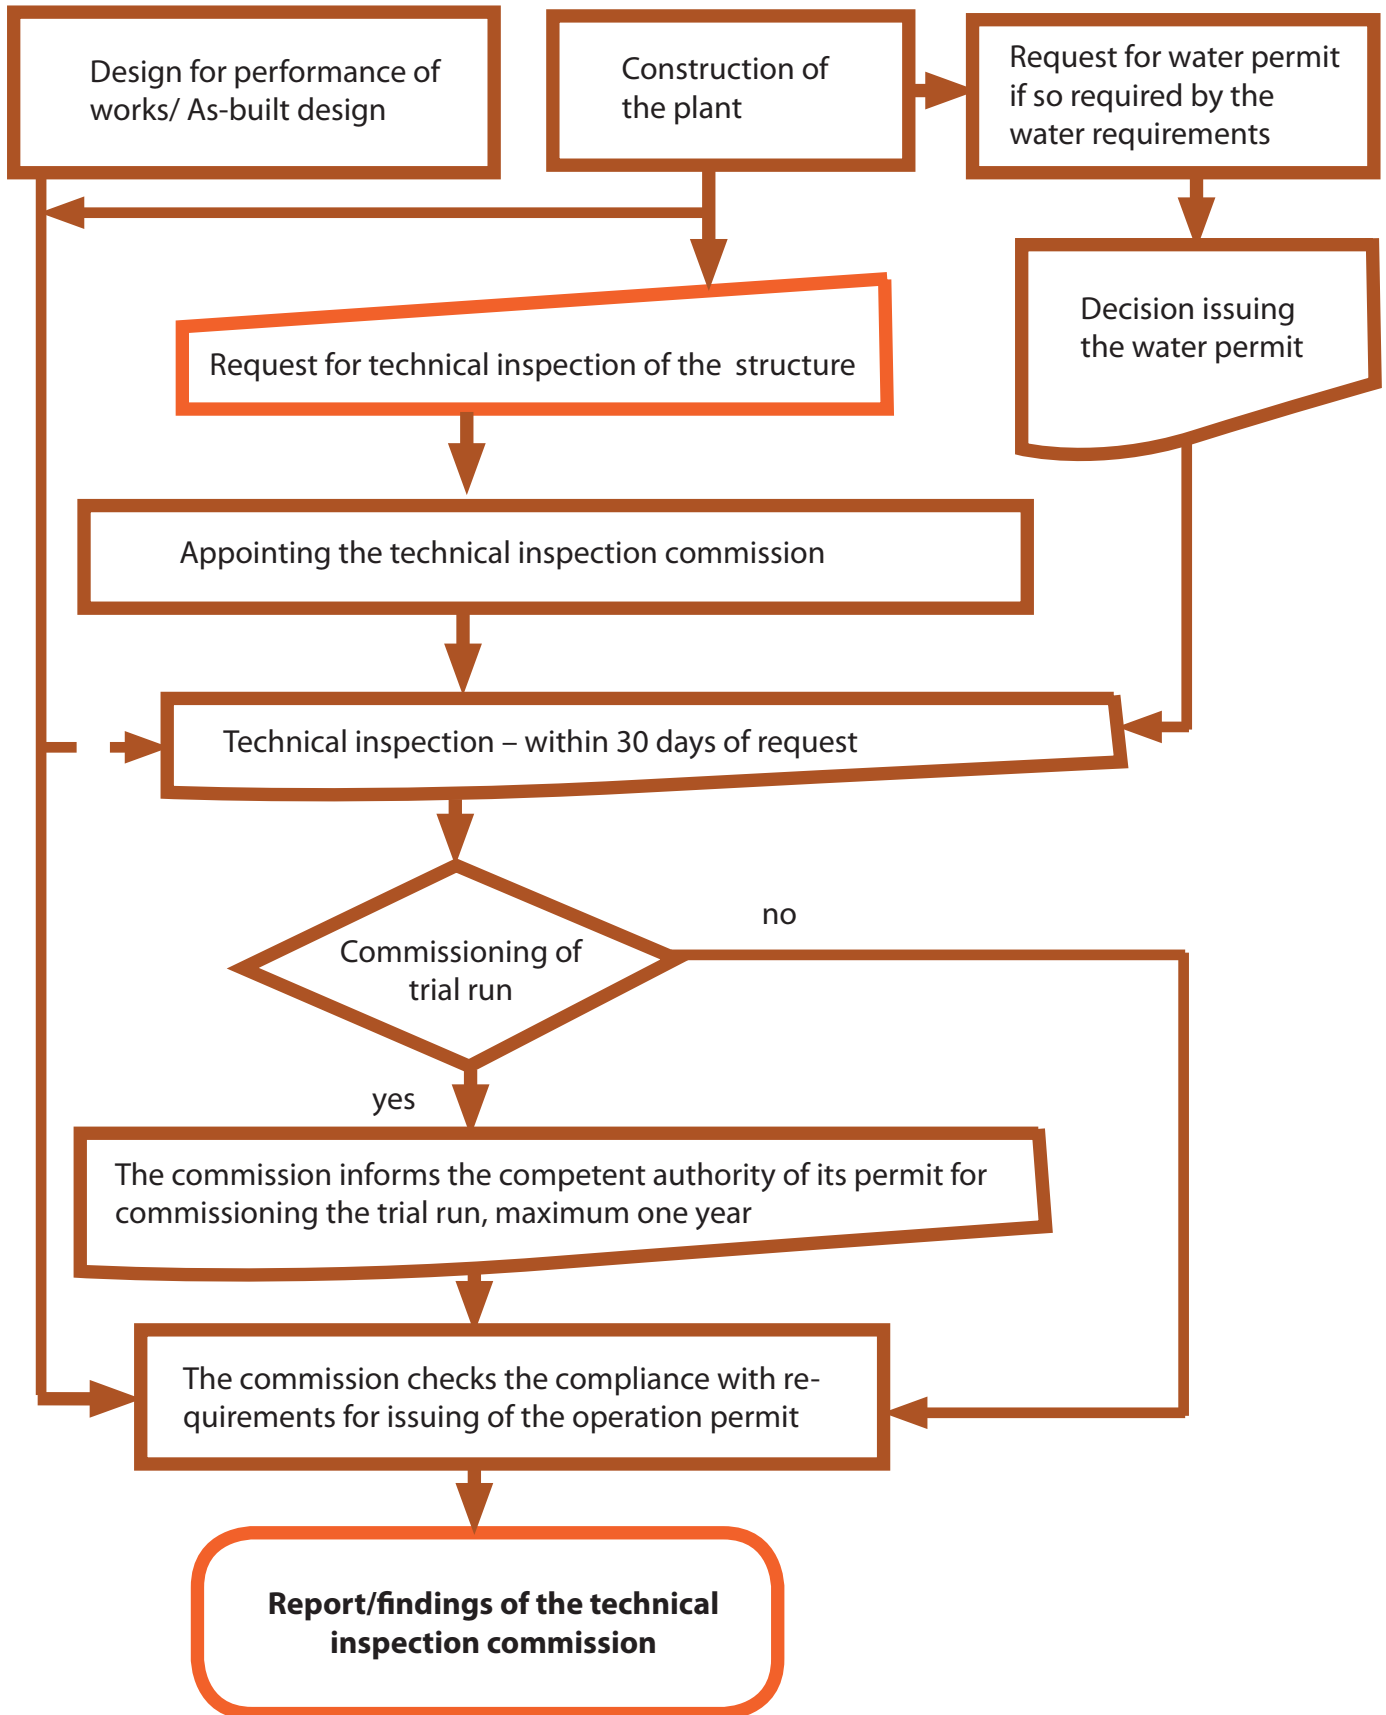 Design for performance of
works/ As-built design
Construction of
the plant
Request for water permit
if so required by the
water requirements
Decision issuing
the water permit
Request for technical inspection of the structure
Appointing the technical inspection commission
Technical inspection – within 30 days of request
Commissioning of
trial run
no
yes
The commission informs the competent authority of its permit for
commissioning the trial run, maximum one year
The commission checks the compliance with re-
quirements for issuing of the operation permit
Report/findings of the technical
inspection commission